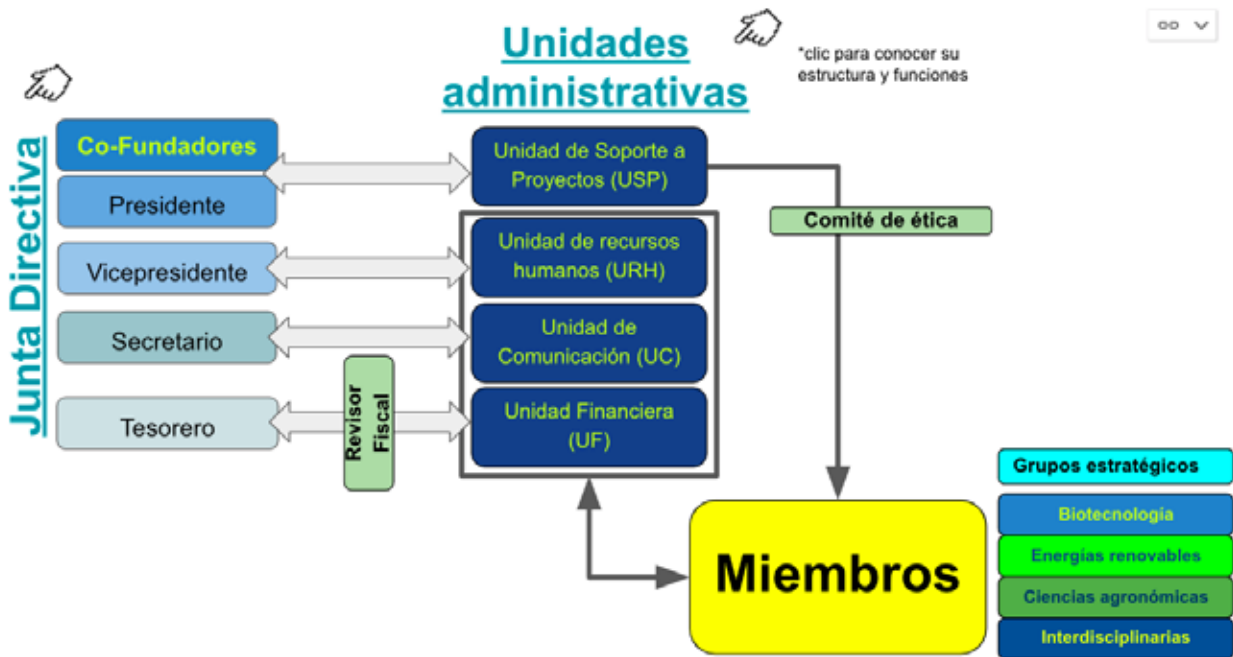 Unidades
administrativas
*clic para conocer su
estructura y funciones
Junta Directiva
Co-Fundadores
Presidente
Vicepresidente
Secretario
Tesorero
Revisor
Fiscal
Unidad de Soporte a
Proyectos (USP)
Unidad de recursos
humanos (URH)
Unidad de
Comunicación (UC)
Unidad Financiera
(UF)
Comité de ética
Miembros
Grupos estratégicos
Biotecnología
Energías renovables
Ciencias agronómicas
Interdisciplinarias